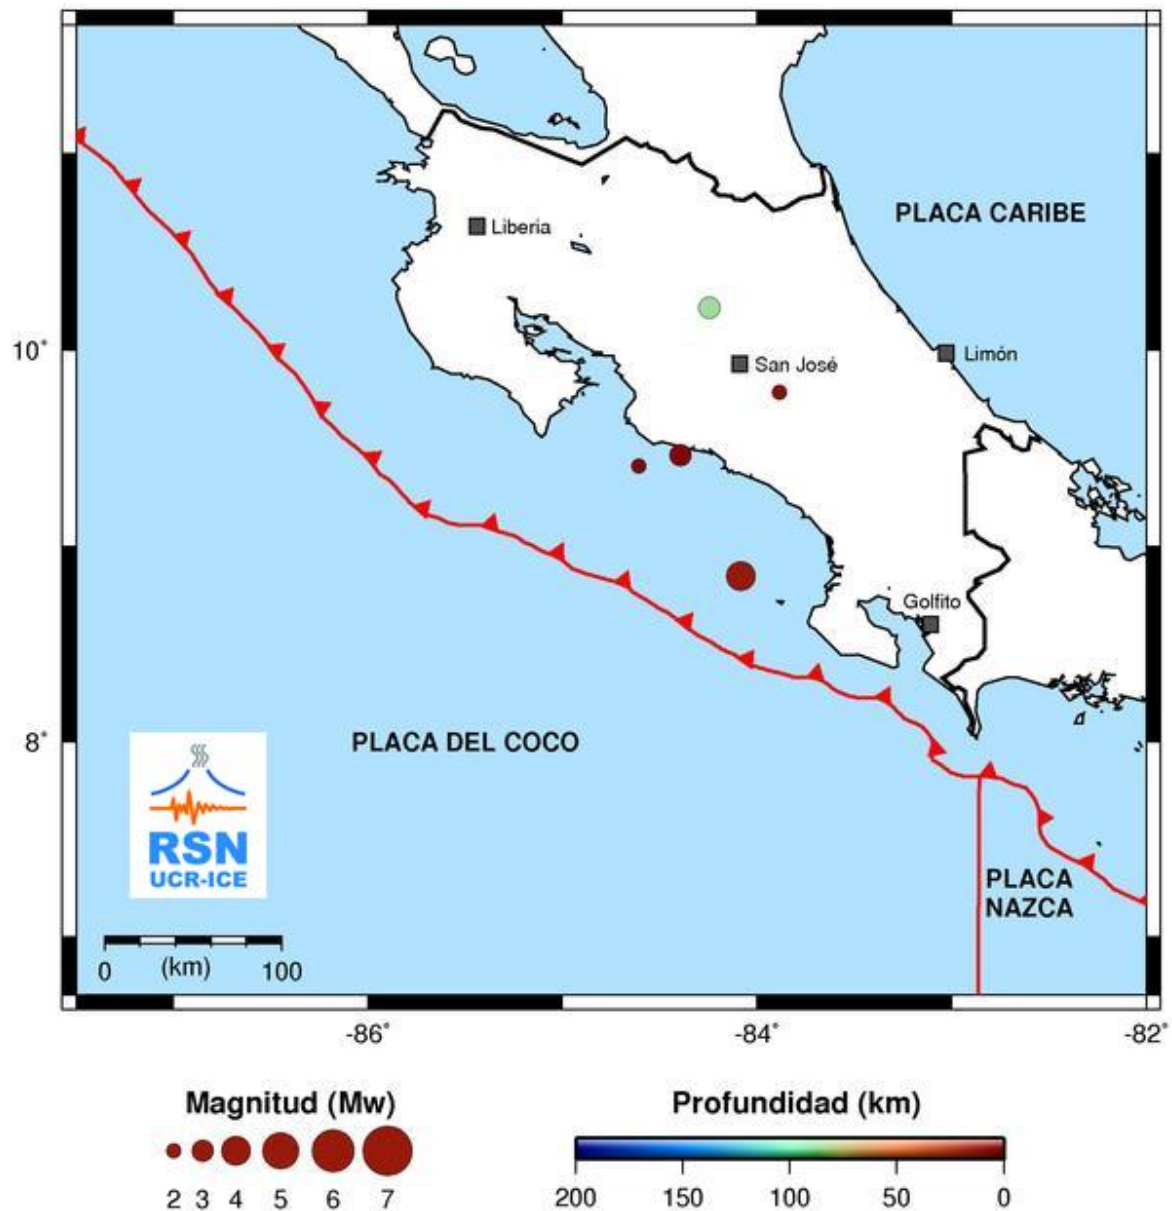 PLACA CARIBE
Liberia
10°
San José
Limón
Golfito
8°
PLACA DEL COCO
RSN
UCR-ICE
PLACA
NAZCA
0 (km) 100
-86° -84° -82°
Magnitud (Mw)
2 3 4 5 6 7
Profundidad (km)
200 150 100 50 0